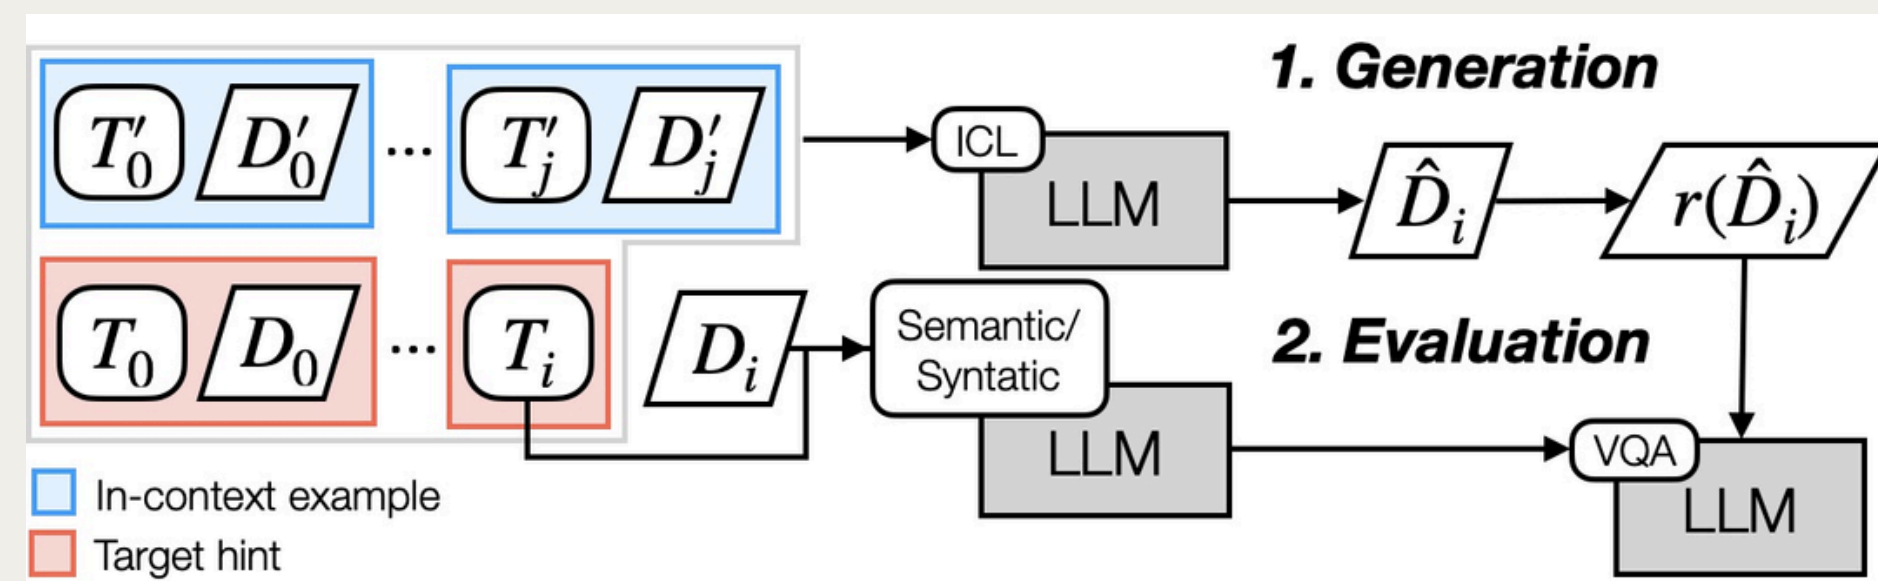 1. Generation
T′₀ D′₀ ... T′ⱼ D′ⱼ
ICL
LLM
D̂ᵢ
r(D̂ᵢ)
T₀ D₀ ... Tᵢ
Dᵢ
Semantic/
Syntatic
LLM
2. Evaluation
VQA
LLM
In-context example
Target hint